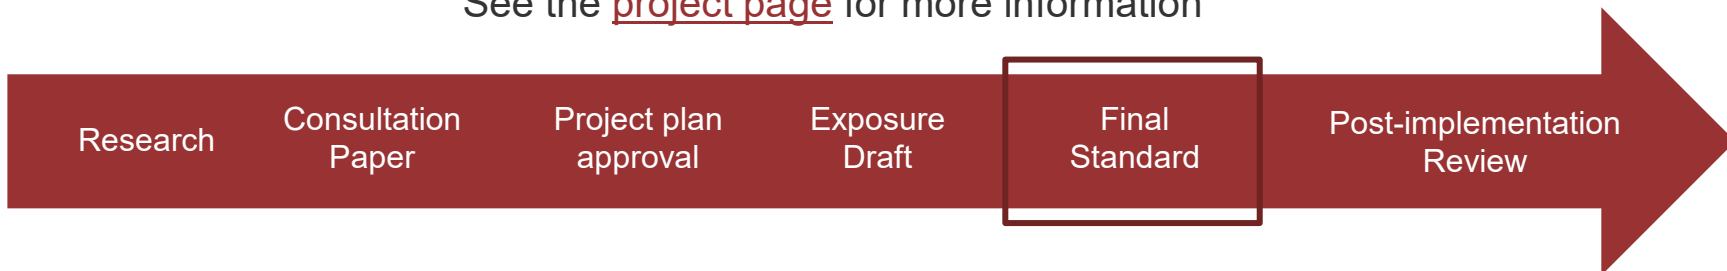 See the project page for more information
Research
Consultation
Paper
Project plan
approval
Exposure
Draft
Final
Standard
Post-implementation
Review